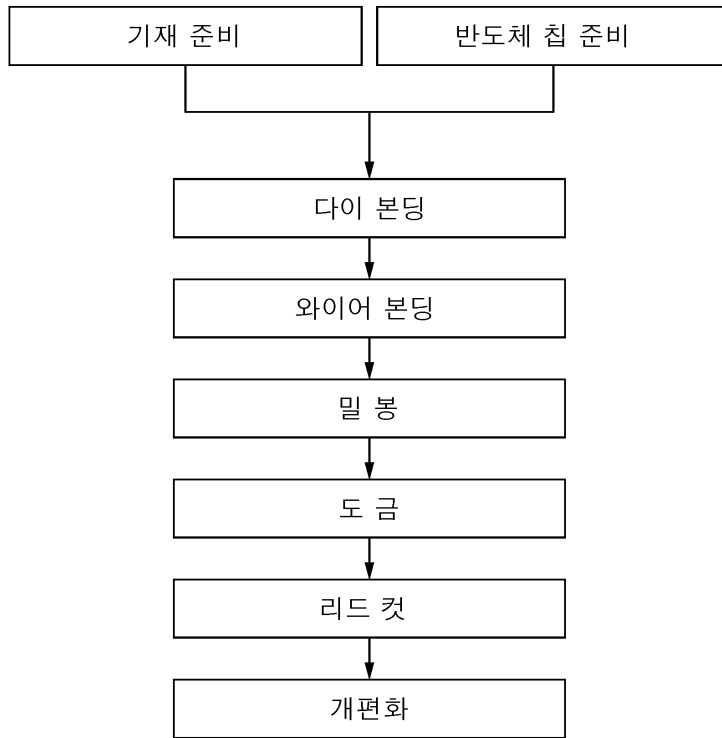 기재 준비
반도체 칩 준비
다이 본딩
와이어 본딩
밀 봉
도 금
리드 컷
개편화